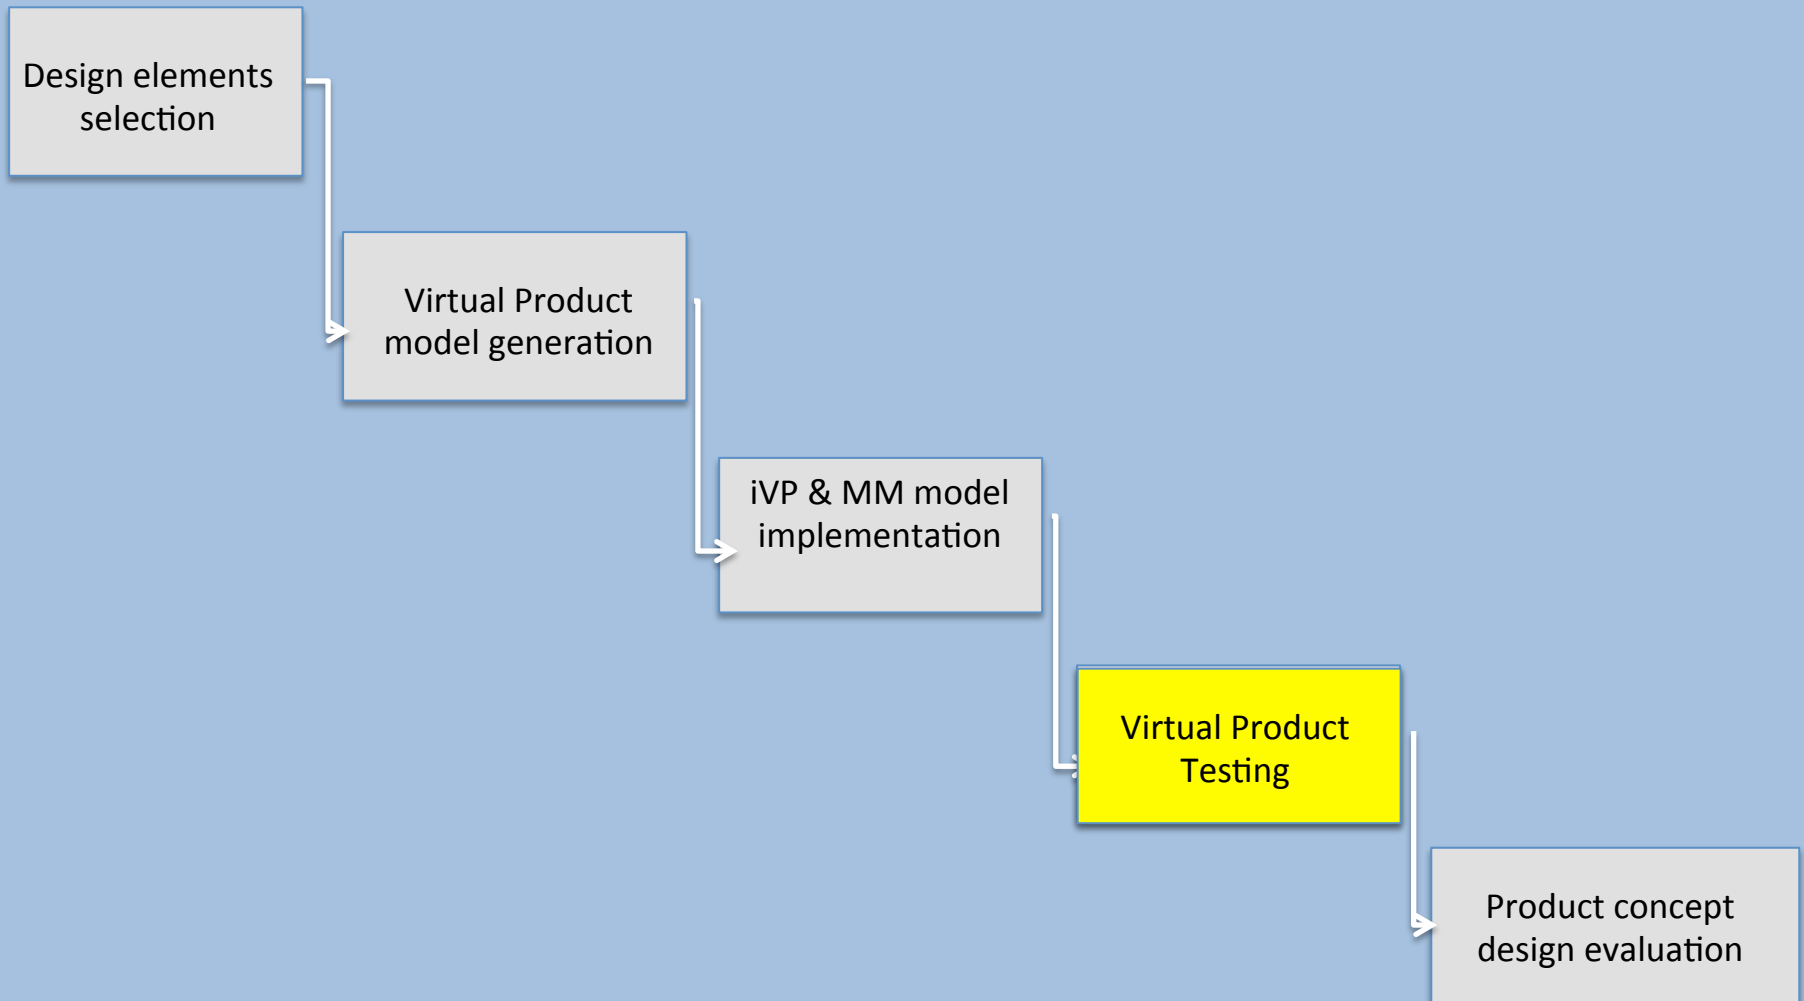 Design elements
selection
Virtual Product
model generation
iVP & MM model
implementation
Virtual Product
Testing
Product concept
design evaluation